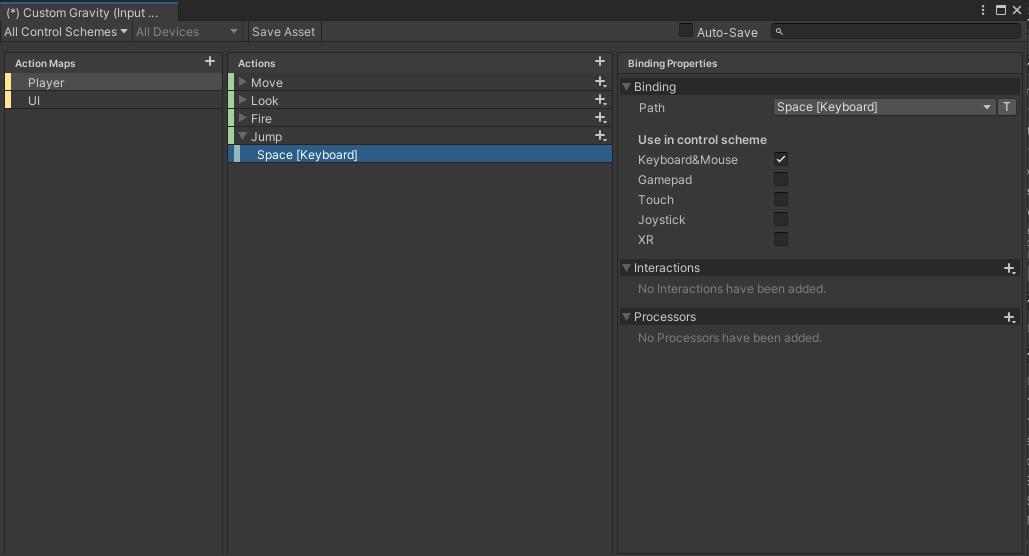 (*) Custom Gravity (Input ...
All Control Schemes All Devices Save Asset Auto-Save
Action Maps
Player
UI
Actions
Move
Look
Fire
Jump
Space [Keyboard]
Binding Properties
Binding
Path Space [Keyboard] T
Use in control scheme
Keyboard&Mouse
Gamepad
Touch
Joystick
XR
Interactions
No Interactions have been added.
Processors
No Processors have been added.